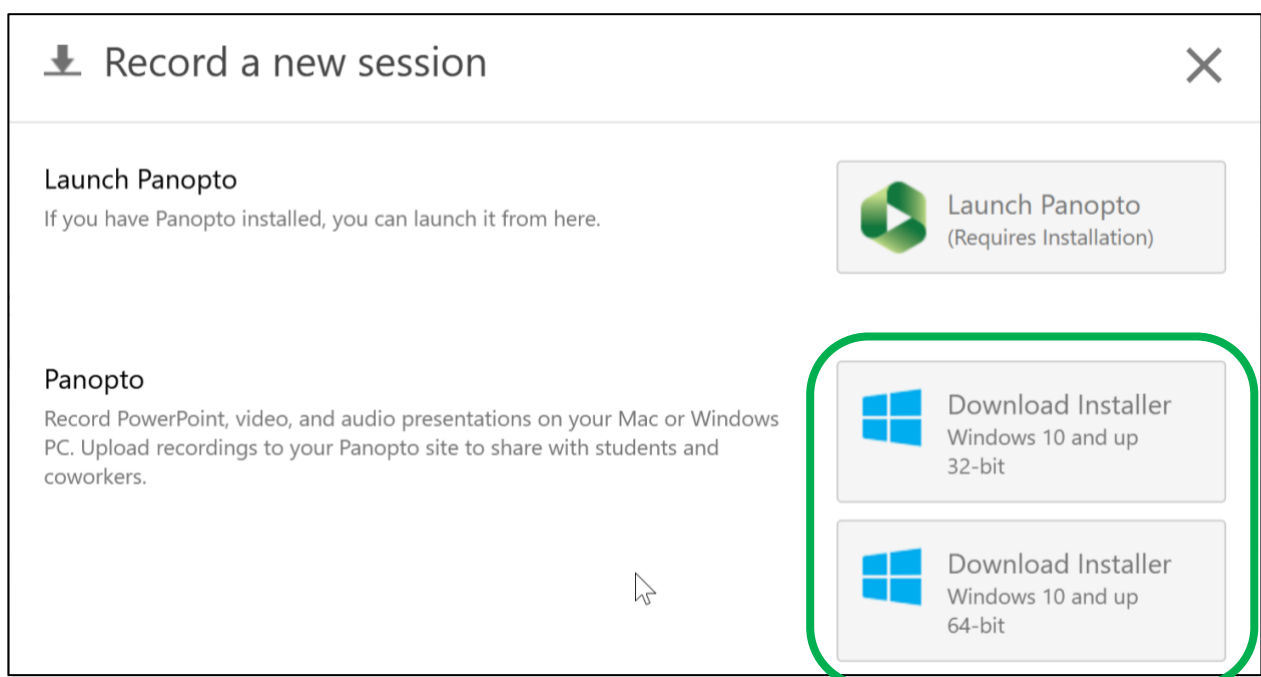 Record a new session
Launch Panopto
If you have Panopto installed, you can launch it from here.
Launch Panopto
(Requires Installation)
Panopto
Record PowerPoint, video, and audio presentations on your Mac or Windows
PC. Upload recordings to your Panopto site to share with students and
coworkers.
Download Installer
Windows 10 and up
32-bit
Download Installer
Windows 10 and up
64-bit